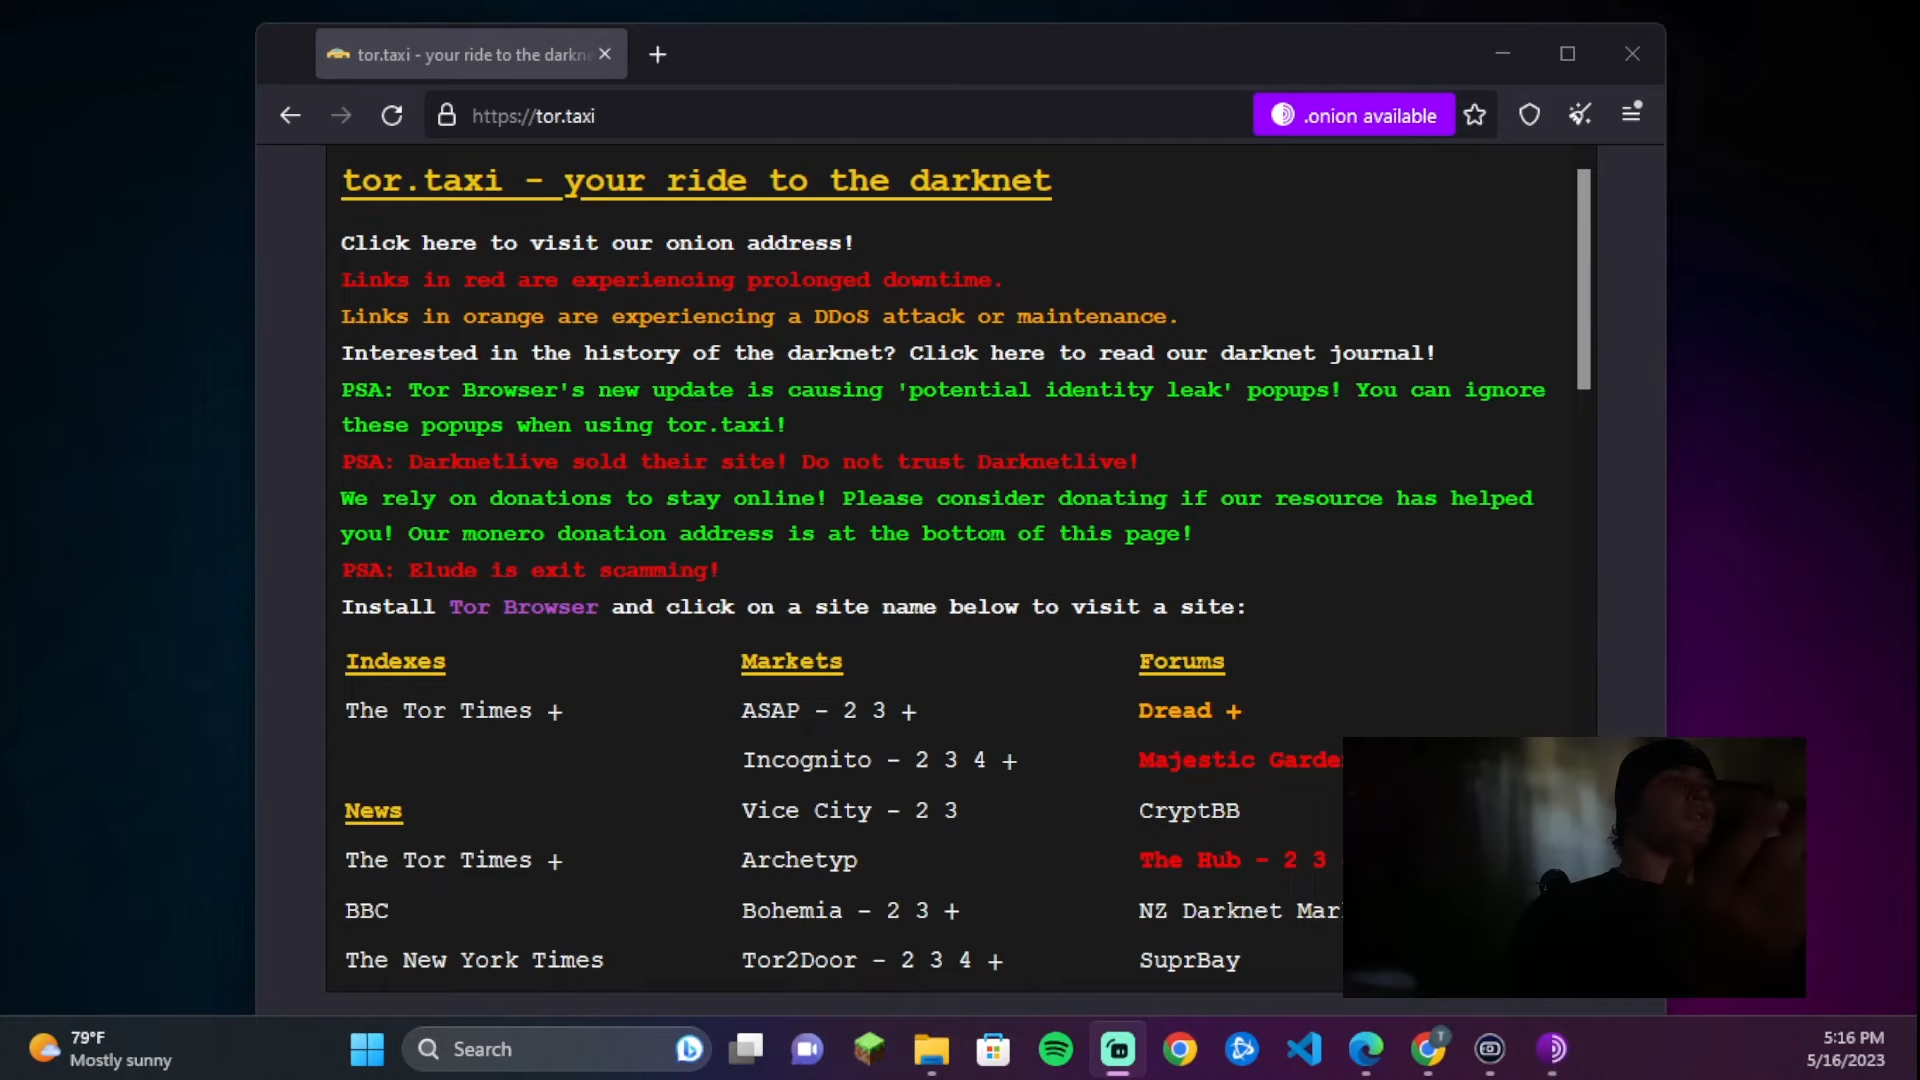 tor.taxi - your ride to the darkne
https://tor.taxi
.onion available
tor.taxi - your ride to the darknet
Click here to visit our onion address!
Links in red are experiencing prolonged downtime.
Links in orange are experiencing a DDoS attack or maintenance.
Interested in the history of the darknet? Click here to read our darknet journal!
PSA: Tor Browser's new update is causing 'potential identity leak' popups! You can ignore
these popups when using tor.taxi!
PSA: Darknetlive sold their site! Do not trust Darknetlive!
We rely on donations to stay online! Please consider donating if our resource has helped
you! Our monero donation address is at the bottom of this page!
PSA: Elude is exit scamming!
Install Tor Browser and click on a site name below to visit a site:
Indexes
The Tor Times +
News
The Tor Times +
BBC
The New York Times
Markets
ASAP - 2 3 +
Incognito - 2 3 4 +
Vice City - 2 3
Archetyp
Bohemia - 2 3 +
Tor2Door - 2 3 4 +
Forums
Dread +
Majestic Garde
CryptBB
The Hub - 2 3
NZ Darknet Mar
SuprBay
79°F
Mostly sunny
Search
T
5:16 PM
5/16/2023